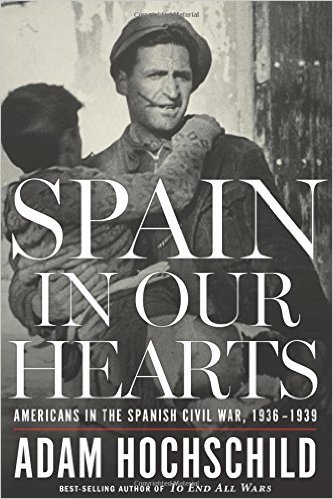 SPAIN
IN OUR
HEARTS
AMERICANS IN THE SPANISH CIVIL WAR, 1936–1939
ADAM HOCHSCHILD
BEST-SELLING AUTHOR OF TO END ALL WARS